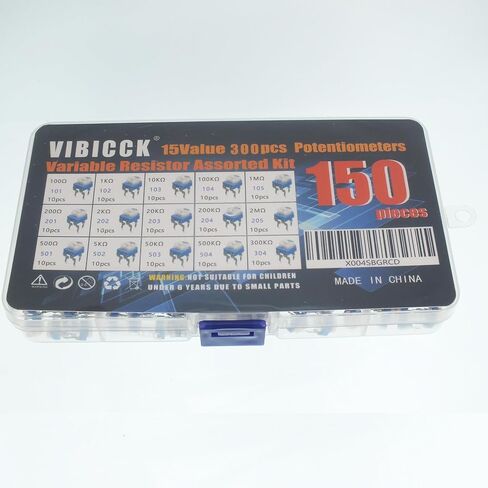 VIBICCK® 15Value 300pcs Potentiometers
Variable Resistor Assorted Kit
150
pieces
100Ω 1KΩ 10KΩ 100KΩ 1MΩ
101 102 103 104 105
10pcs 10pcs 10pcs 10pcs 10pcs
200Ω 2KΩ 20KΩ 200KΩ 2MΩ
201 202 203 204 205
10pcs 10pcs 10pcs 10pcs 10pcs
500Ω 5KΩ 50KΩ 500KΩ 300KΩ
501 502 503 504 304
10pcs 10pcs 10pcs 10pcs 10pcs
X004SBGRCD
WARNING:NOT SUITABLE FOR CHILDREN
UNDER 6 YEARS DUE TO SMALL PARTS
MADE IN CHINA